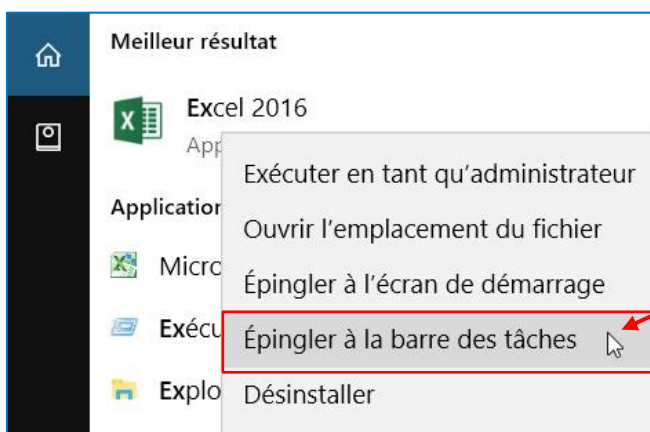 Meilleur résultat
Excel 2016
App
Exécuter en tant qu'administrateur
Application
Ouvrir l'emplacement du fichier
Micro
Épingler à l'écran de démarrage
Exécu
Épingler à la barre des tâches
Explo
Désinstaller